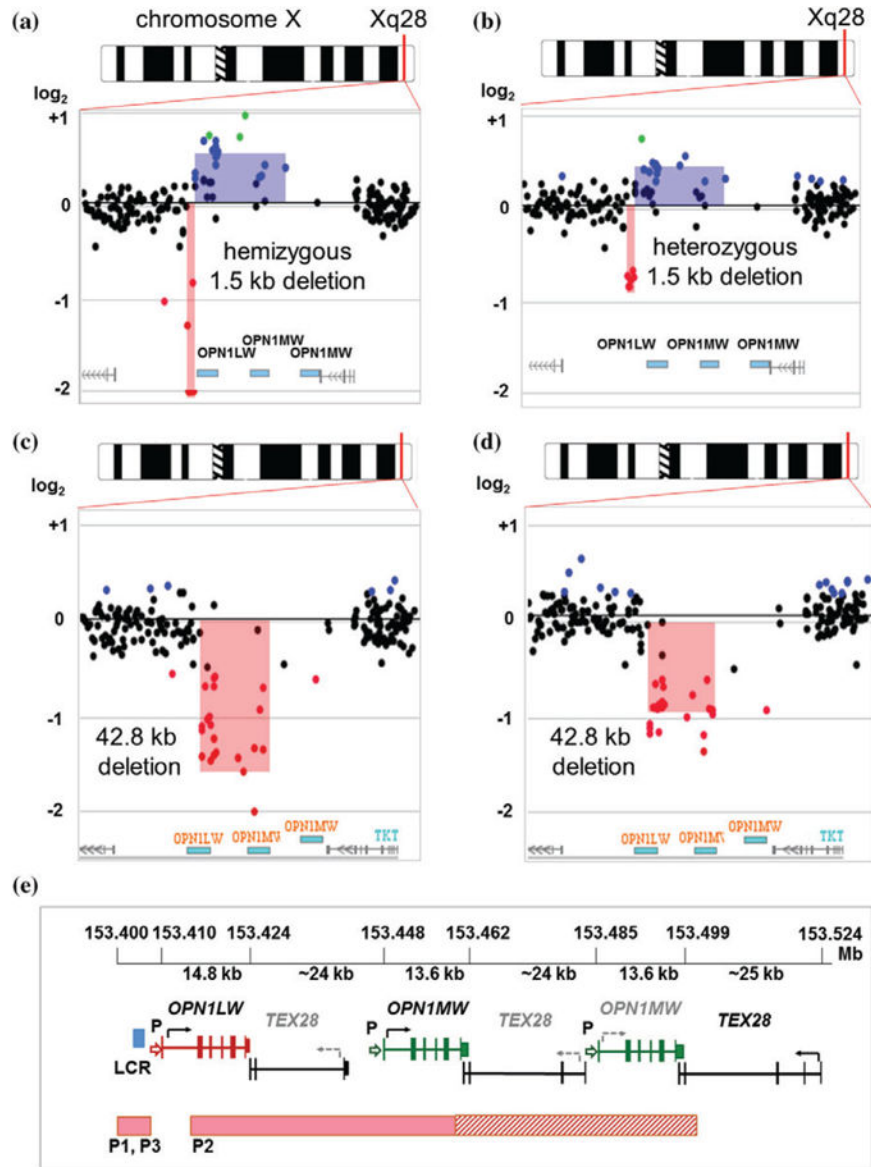 (a)
chromosome X
Xq28
log2
+1
0
-1
-2
hemizygous
1.5 kb deletion
OPN1LW
OPN1MW
OPN1MW
(b)
Xq28
log2
+1
0
-1
-2
heterozygous
1.5 kb deletion
OPN1LW
OPN1MW
OPN1MW
(c)
log2
+1
0
-1
-2
42.8 kb
deletion
OPN1LW
OPN1MW
OPN1MW
TKT
(d)
log2
+1
0
-1
-2
42.8 kb
deletion
OPN1LW
OPN1MW
OPN1MW
TKT
(e)
153.400 153.410 153.424 153.448 153.462 153.485 153.499 153.524
Mb
14.8 kb ~24 kb 13.6 kb ~24 kb 13.6 kb ~25 kb
OPN1LW TEX28 OPN1MW TEX28 OPN1MW TEX28
P P P
LCR
P1, P3 P2